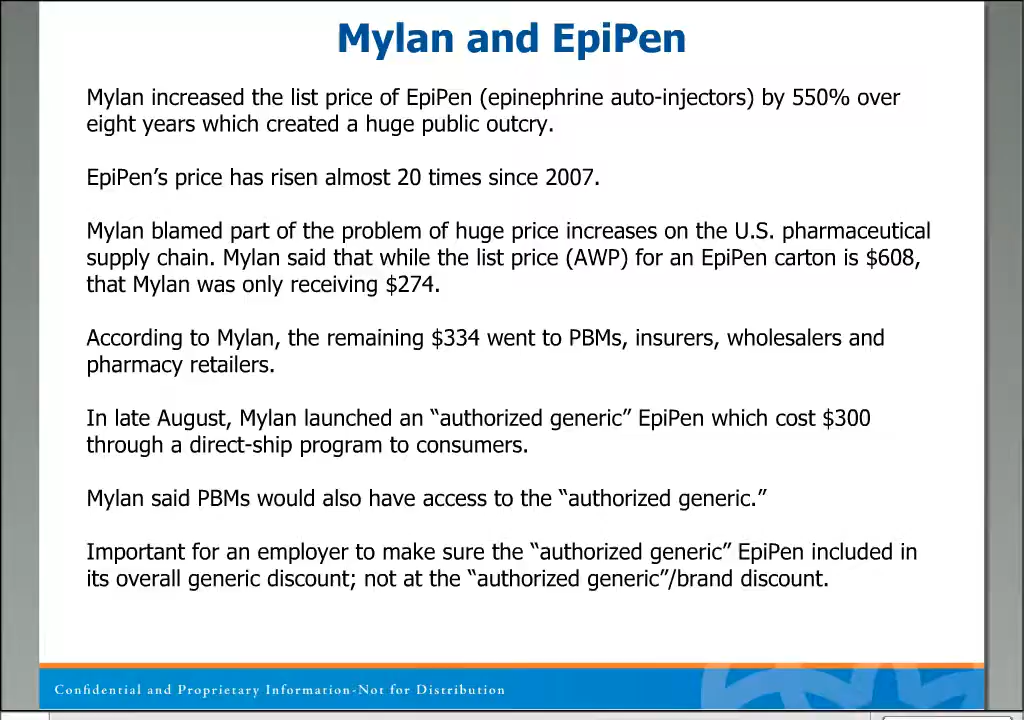 Mylan and EpiPen
Mylan increased the list price of EpiPen (epinephrine auto-injectors) by 550% over
eight years which created a huge public outcry.
EpiPen’s price has risen almost 20 times since 2007.
Mylan blamed part of the problem of huge price increases on the U.S. pharmaceutical
supply chain. Mylan said that while the list price (AWP) for an EpiPen carton is $608,
that Mylan was only receiving $274.
According to Mylan, the remaining $334 went to PBMs, insurers, wholesalers and
pharmacy retailers.
In late August, Mylan launched an “authorized generic” EpiPen which cost $300
through a direct-ship program to consumers.
Mylan said PBMs would also have access to the “authorized generic.”
Important for an employer to make sure the “authorized generic” EpiPen included in
its overall generic discount; not at the “authorized generic”/brand discount.
Confidential and Proprietary Information-Not for Distribution